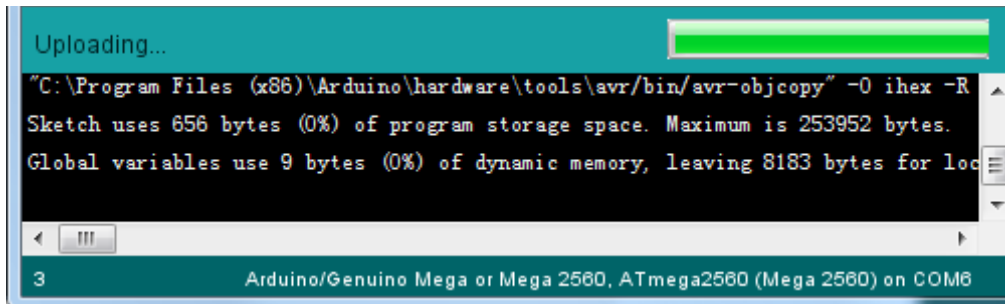 Uploading...
"C:\Program Files (x86)\Arduino\hardware\tools\avr/bin/avr-objcopy" -O ihex -R
Sketch uses 656 bytes (0%) of program storage space. Maximum is 253952 bytes.
Global variables use 9 bytes (0%) of dynamic memory, leaving 8183 bytes for loc
3 Arduino/Genuino Mega or Mega 2560, ATmega2560 (Mega 2560) on COM6